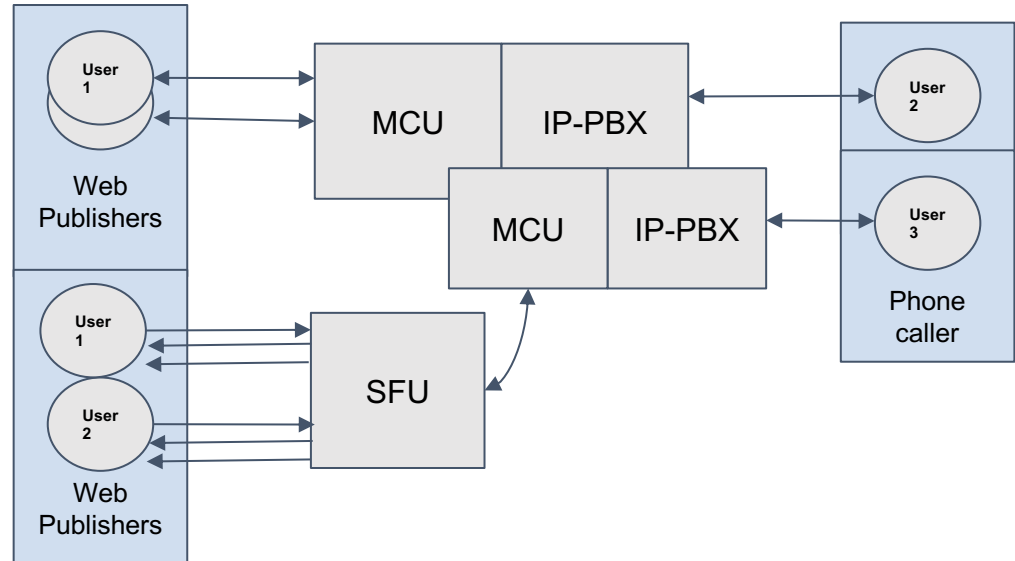 User
1
Web
Publishers
MCU
IP-PBX
User
2
MCU
IP-PBX
User
3
Phone
caller
User
1
User
2
Web
Publishers
SFU